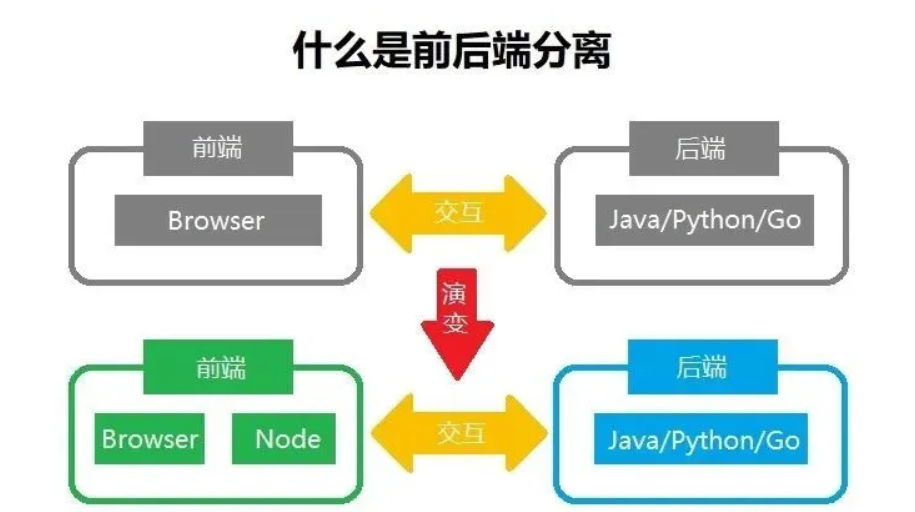 什么是前后端分离
前端
后端
Browser
交互
Java/Python/Go
演变
前端
后端
Browser
Node
交互
Java/Python/Go